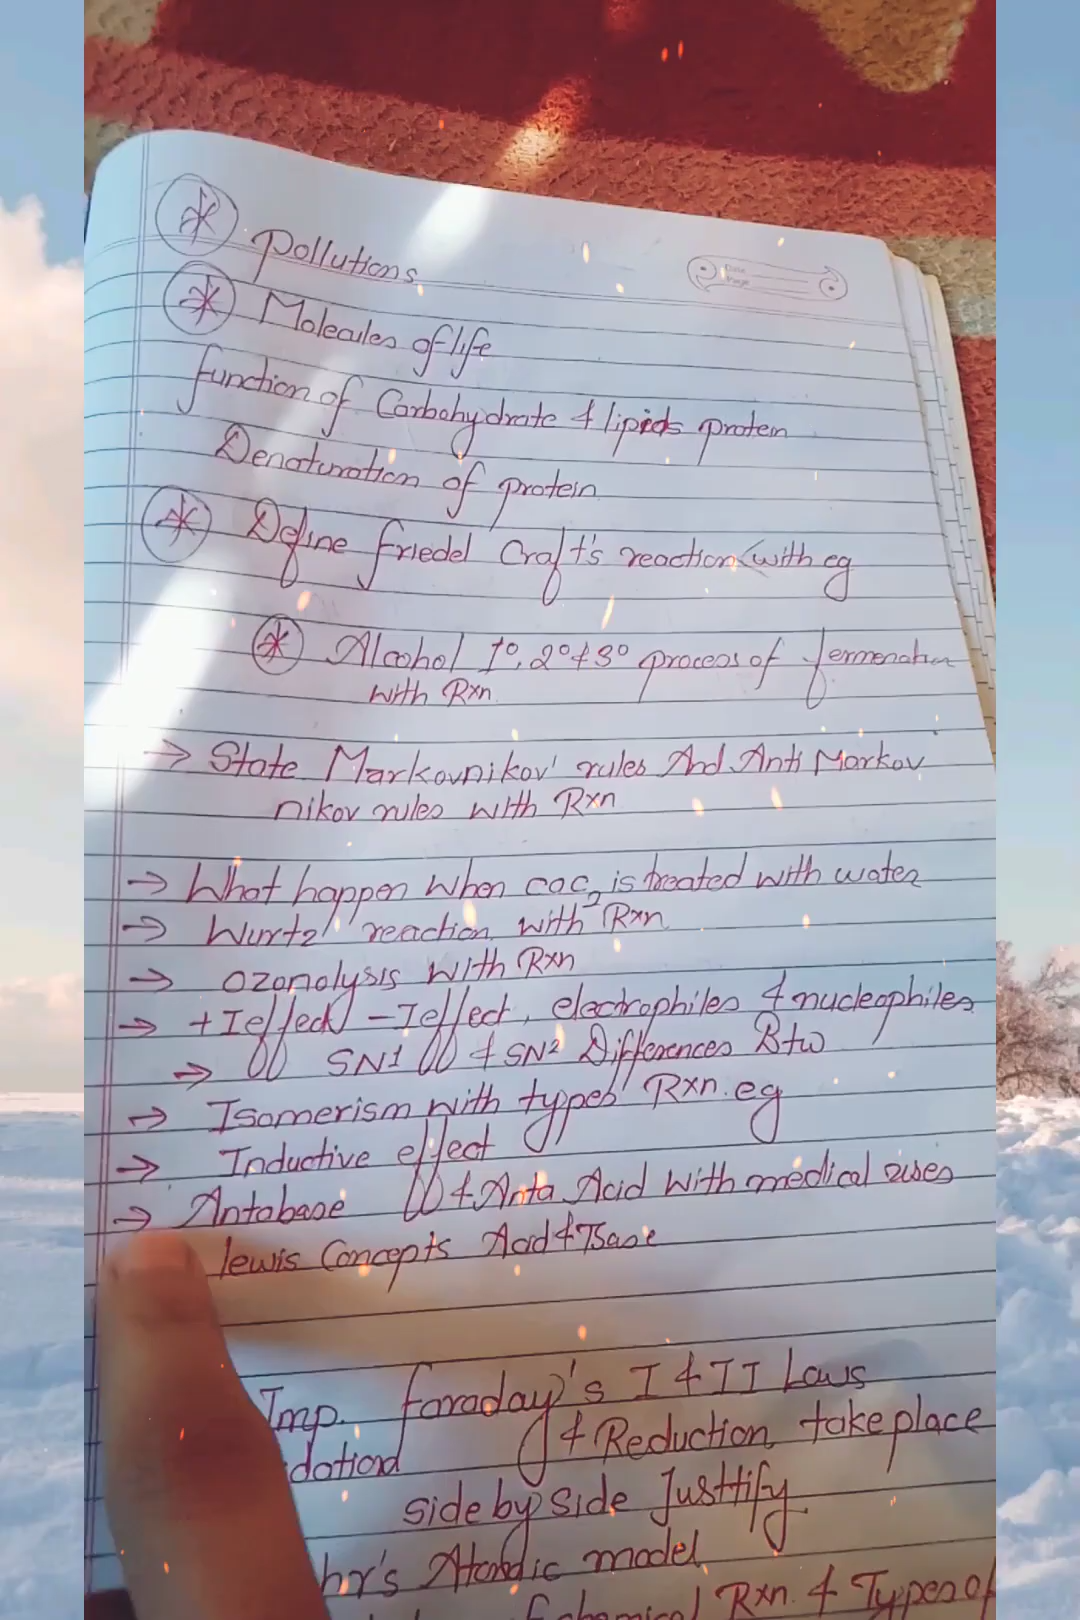 Date
Page
Pollutions
Molecules of life
function of Carbohydrate & lipids protein
Denaturation of protein
Define friedel Craft's reaction with eg
Alcohol 1°, 2° & 3° process of fermenation
with Rxn
→ State Markovnikov' rules And Anti Markov
nikov rules with Rxn
→ What happen when cac2 is treated with water
→ Wurtz' reaction with Rxn
→ ozonolysis with Rxn
→ +I effect -I effect, electrophiles & nucleophiles
→ SN1 & SN2 Differences Btw
→ Isomerism with types Rxn. eg
→ Inductive effect
→ Antabase & Anta Acid with medical uses
lewis Concepts Acid & Base
Imp. faraday's I & II Laws
& Reduction take place
side by side Justtify
hr's model
Rxn. & Types of